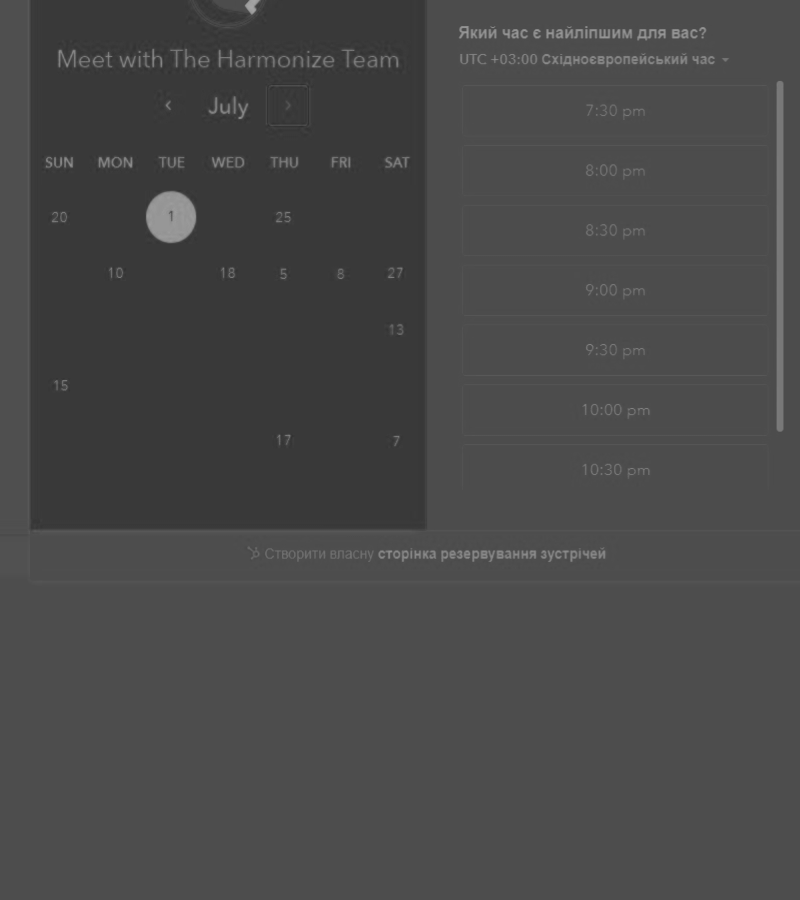 Meet with The Harmonize Team
July
SUN MON TUE WED THU FRI SAT
20 1 25
10 18 5 8 27
13
15
17 7
Який час є найліпшим для вас?
UTC +03:00 Східноєвропейський час
7:30 pm
8:00 pm
8:30 pm
9:00 pm
9:30 pm
10:00 pm
10:30 pm
Створити власну сторінка резервування зустрічей